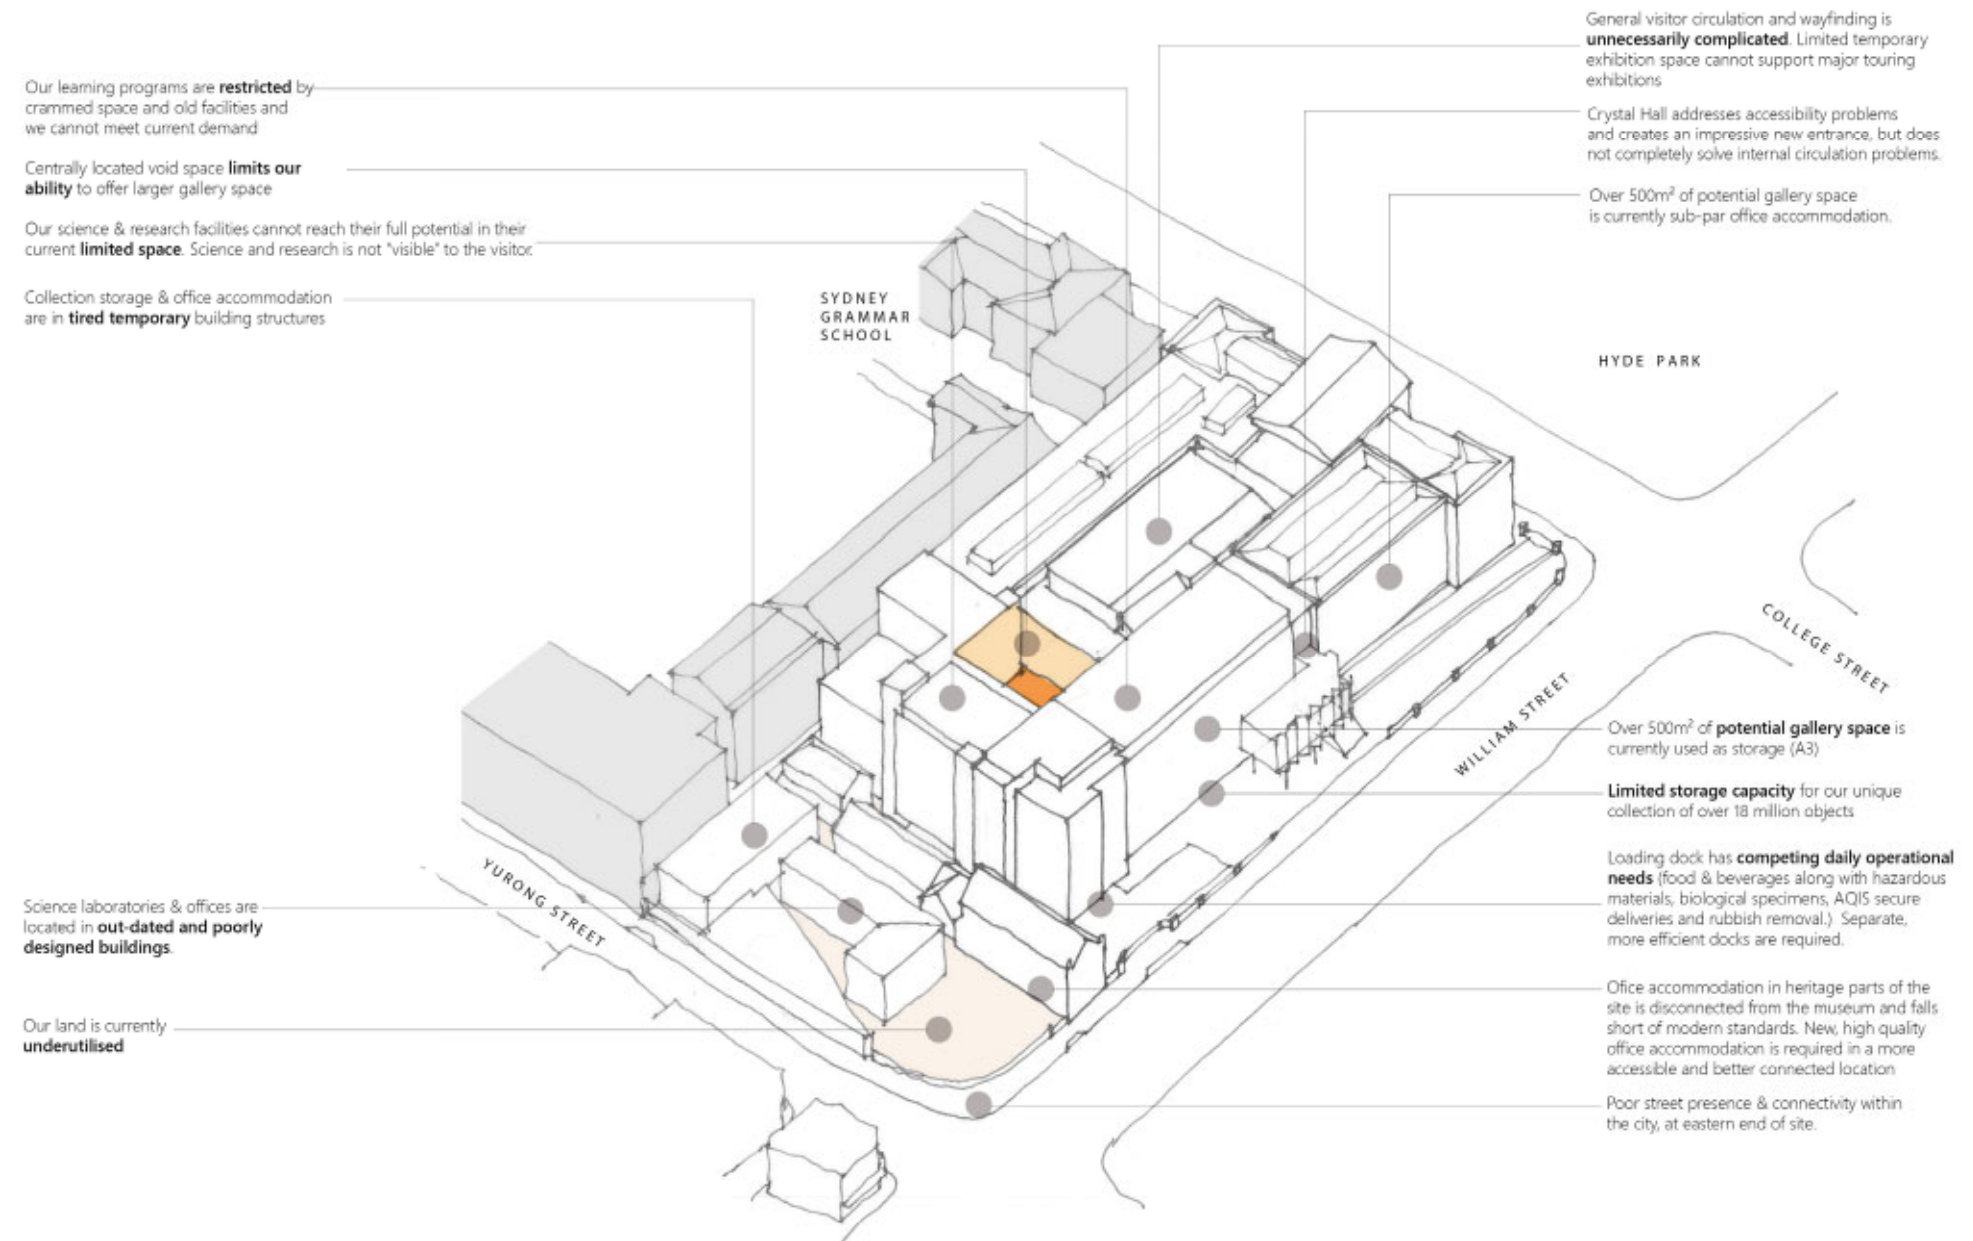 Our learning programs are restricted by
crammed space and old facilities and
we cannot meet current demand
Centrally located void space limits our
ability to offer larger gallery space
Our science & research facilities cannot reach their full potential in their
current limited space. Science and research is not "visible" to the visitor.
Collection storage & office accommodation
are in tired temporary building structures
Science laboratories & offices are
located in out-dated and poorly
designed buildings.
Our land is currently
underutilised
SYDNEY
GRAMMAR
SCHOOL
HYDE PARK
COLLEGE STREET
WILLIAM STREET
YURONG STREET
General visitor circulation and wayfinding is
unnecessarily complicated. Limited temporary
exhibition space cannot support major touring
exhibitions
Crystal Hall addresses accessibility problems
and creates an impressive new entrance, but does
not completely solve internal circulation problems.
Over 500m² of potential gallery space
is currently sub-par office accommodation.
Over 500m² of potential gallery space is
currently used as storage (A3)
Limited storage capacity for our unique
collection of over 18 million objects
Loading dock has competing daily operational
needs (food & beverages along with hazardous
materials, biological specimens, AQIS secure
deliveries and rubbish removal.) Separate,
more efficient docks are required.
Ofice accommodation in heritage parts of the
site is disconnected from the museum and falls
short of modern standards. New, high quality
office accommodation is required in a more
accessible and better connected location
Poor street presence & connectivity within
the city, at eastern end of site.